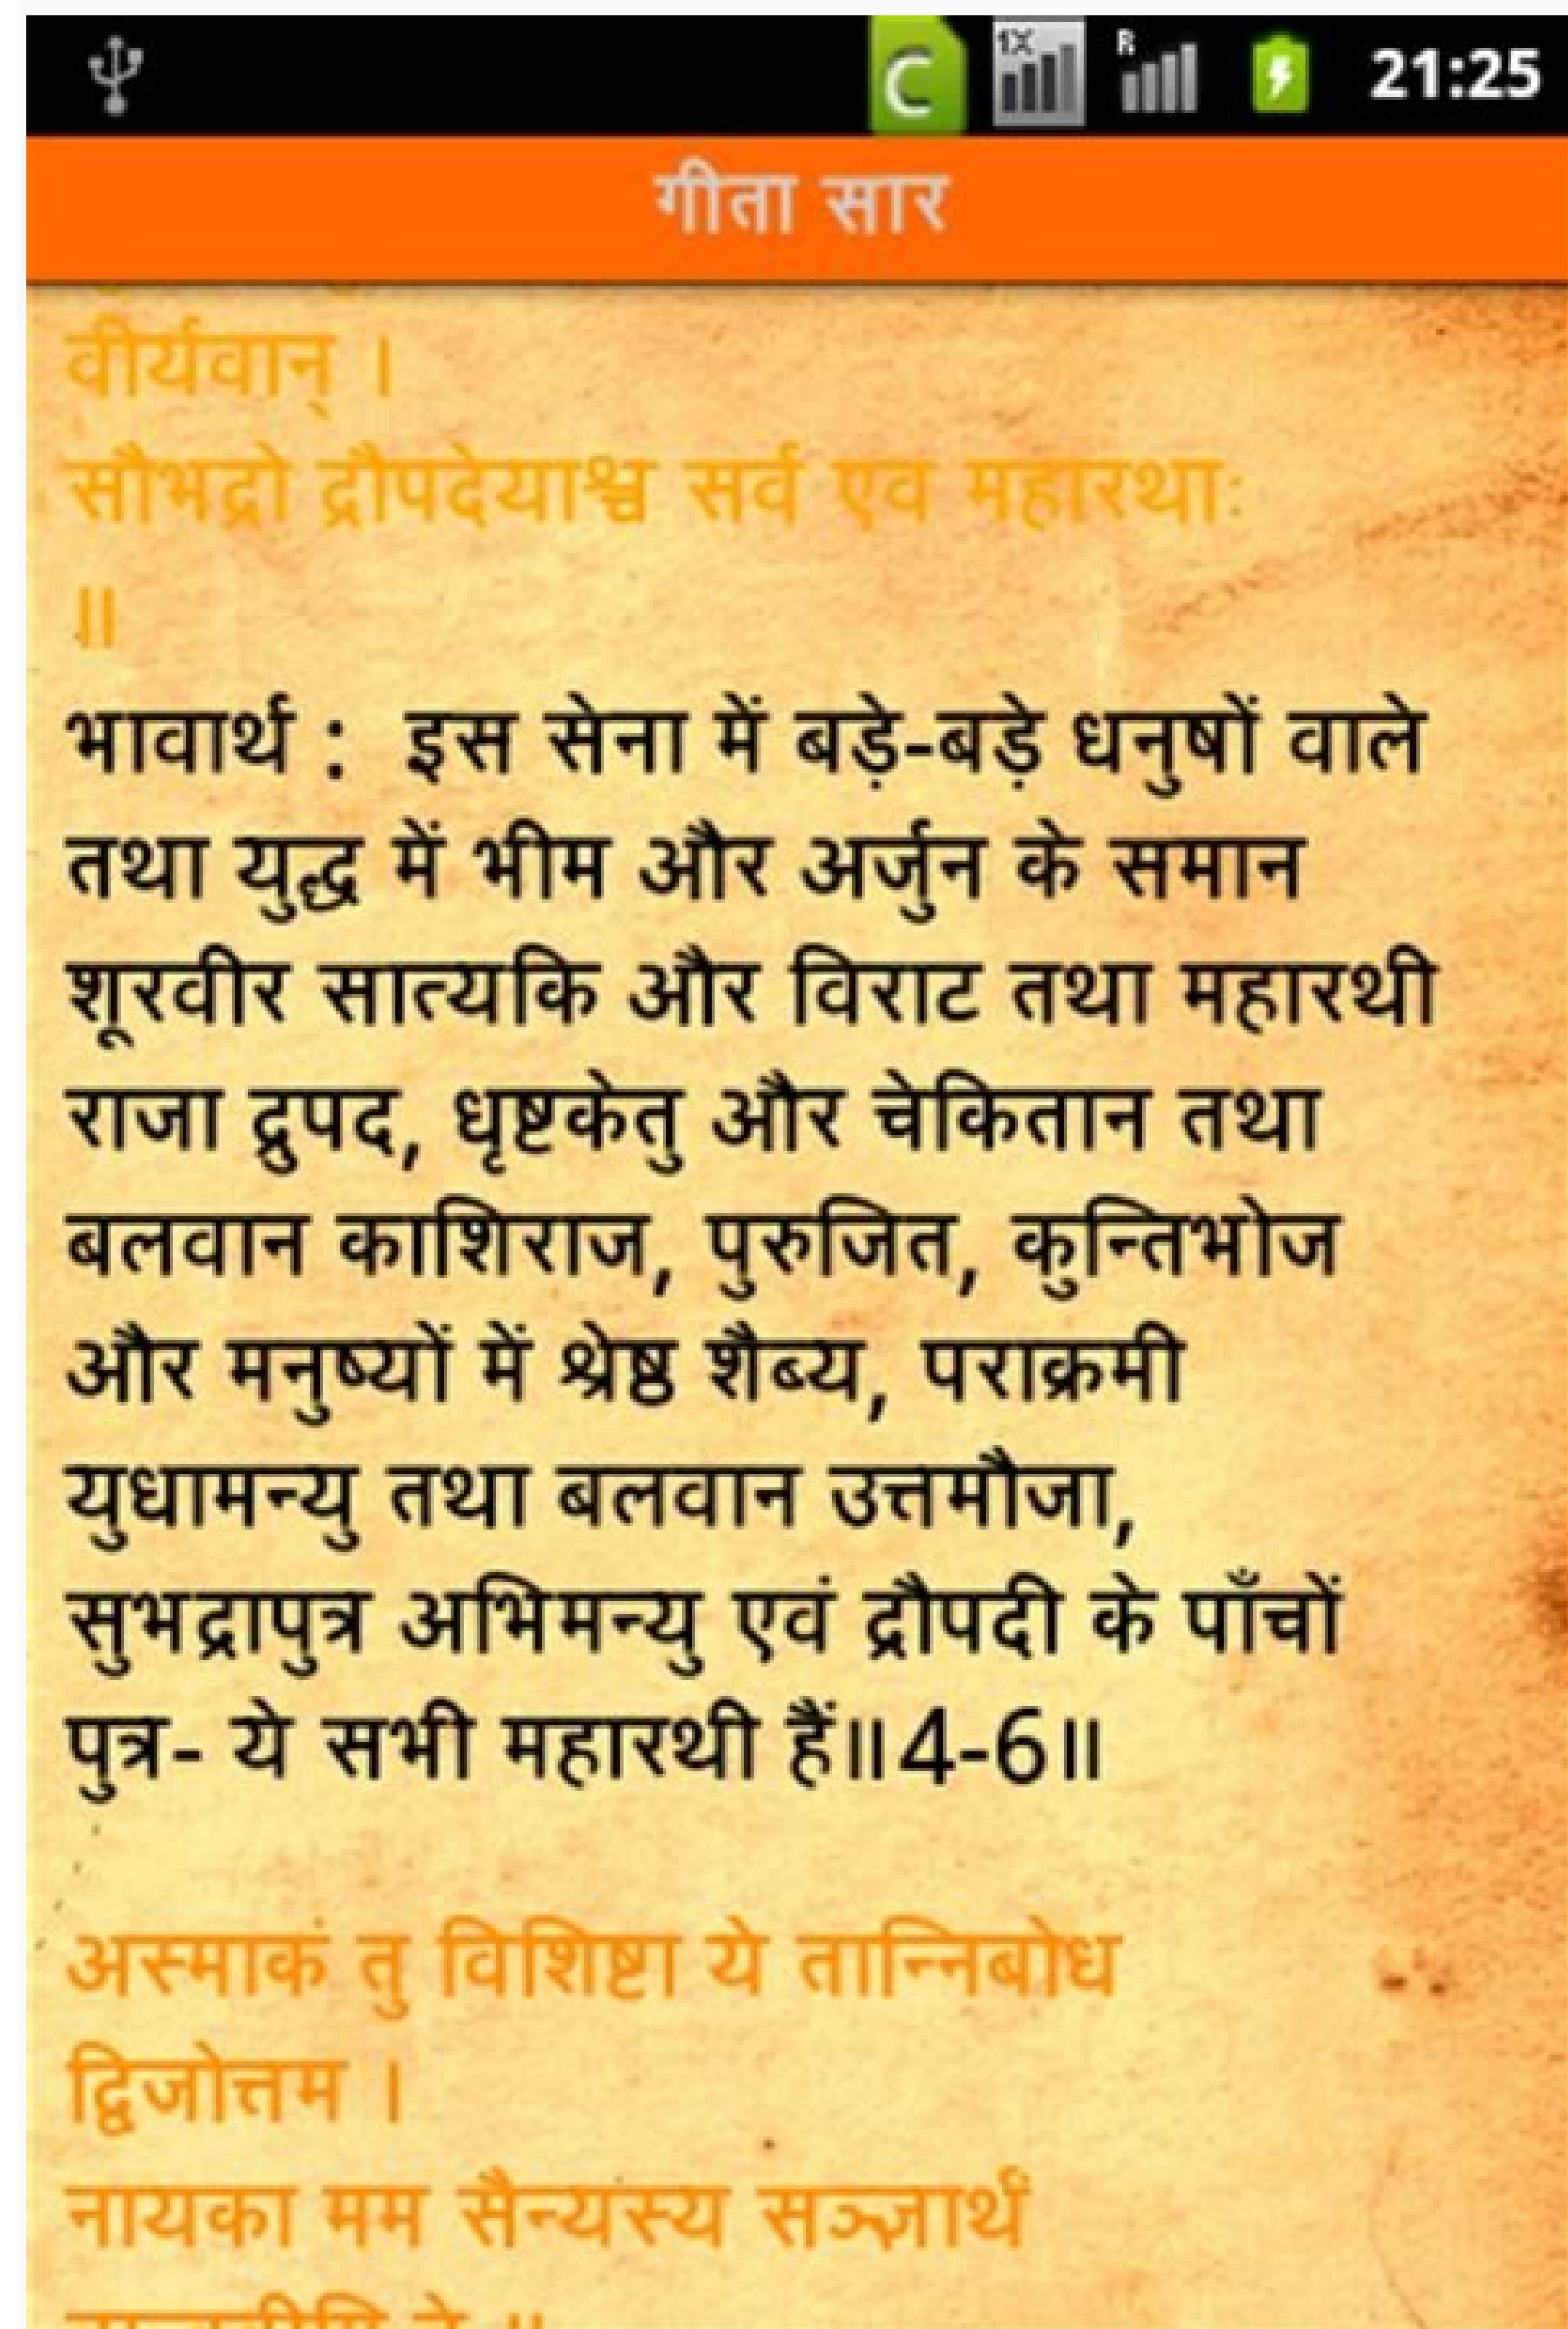 1X
R
21:25
गीता सार
वीर्यवान् ।
सौभद्रो द्रौपदेयाश्च सर्व एव महारथाः
॥
भावार्थ : इस सेना में बड़े-बड़े धनुषों वाले
तथा युद्ध में भीम और अर्जुन के समान
शूरवीर सात्यकि और विराट तथा महारथी
राजा द्रुपद, धृष्टकेतु और चेकितान तथा
बलवान काशिराज, पुरुजित, कुन्तिभोज
और मनुष्यों में श्रेष्ठ शैब्य, पराक्रमी
युधामन्यु तथा बलवान उत्तमौजा,
सुभद्रापुत्र अभिमन्यु एवं द्रौपदी के पाँचों
पुत्र- ये सभी महारथी हैं॥4-6॥
अस्माकं तु विशिष्टा ये तान्निबोध
द्विजोत्तम ।
नायका मम सैन्यस्य सञ्ज्ञार्थं